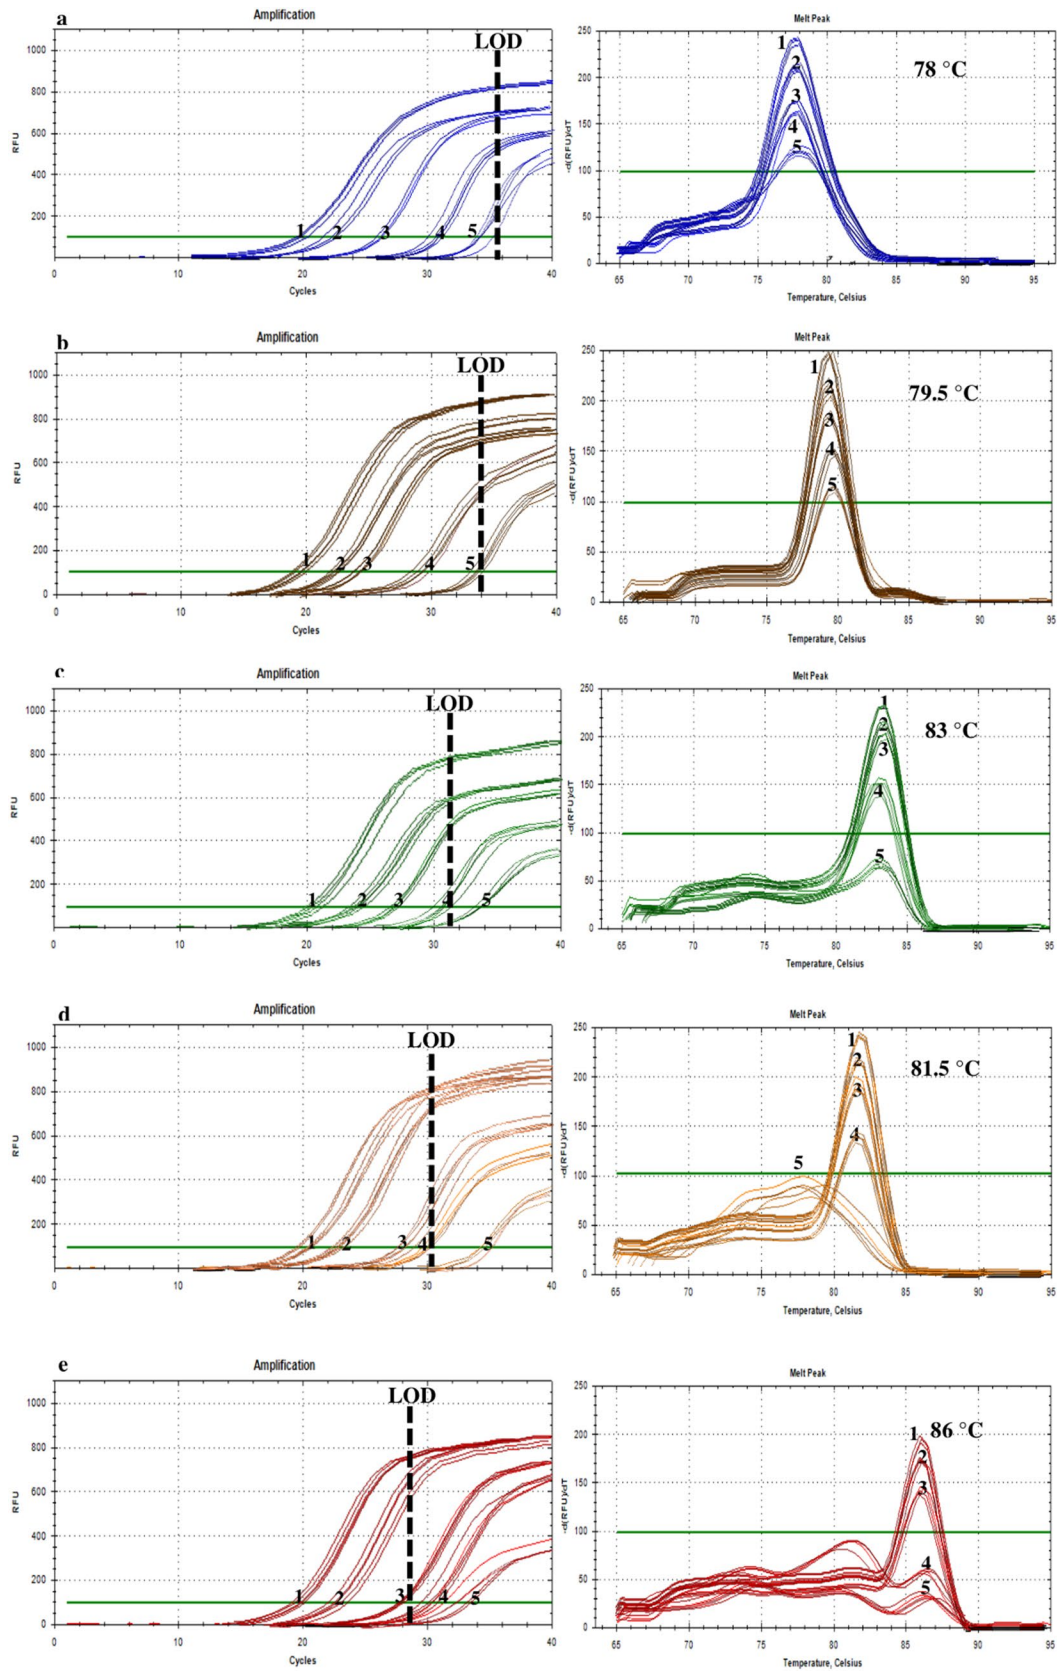 a
Amplification
LOD
1000
800
600
400
200
RFU
1 2 3 4 5
0 10 20 30 40
Cycles
Melt Peak
250
200
150
100
50
0
-d(RFU)/dT
1
2
3
4
5
78 °C
65 70 75 80 85 90 95
Temperature, Celsius
b
Amplification
LOD
1000
800
600
400
200
0
RFU
1 2 3 4 5
0 10 20 30 40
Cycles
Melt Peak
250
200
150
100
50
0
-d(RFU)/dT
1
2
3
4
5
79.5 °C
65 70 75 80 85 90 95
Temperature, Celsius
c
Amplification
LOD
1000
800
600
400
200
RFU
1 2 3 4 5
0 10 20 30 40
Cycles
Melt Peak
250
200
150
100
50
0
-d(RFU)/dT
1
2
3
4
5
83 °C
65 70 75 80 85 90 95
Temperature, Celsius
d
Amplification
LOD
1000
800
600
400
200
0
RFU
1 2 3 4 5
0 10 20 30 40
Cycles
Melt Peak
250
200
150
100
50
0
-d(RFU)/dT
1
2
3
4
5
81.5 °C
65 70 75 80 85 90 95
Temperature, Celsius
e
Amplification
LOD
1000
800
600
400
200
0
RFU
1 2 3 4 5
0 10 20 30 40
Cycles
Melt Peak
250
200
150
100
50
0
-d(RFU)/dT
1
2
3
4
5
86 °C
65 70 75 80 85 90 95
Temperature, Celsius